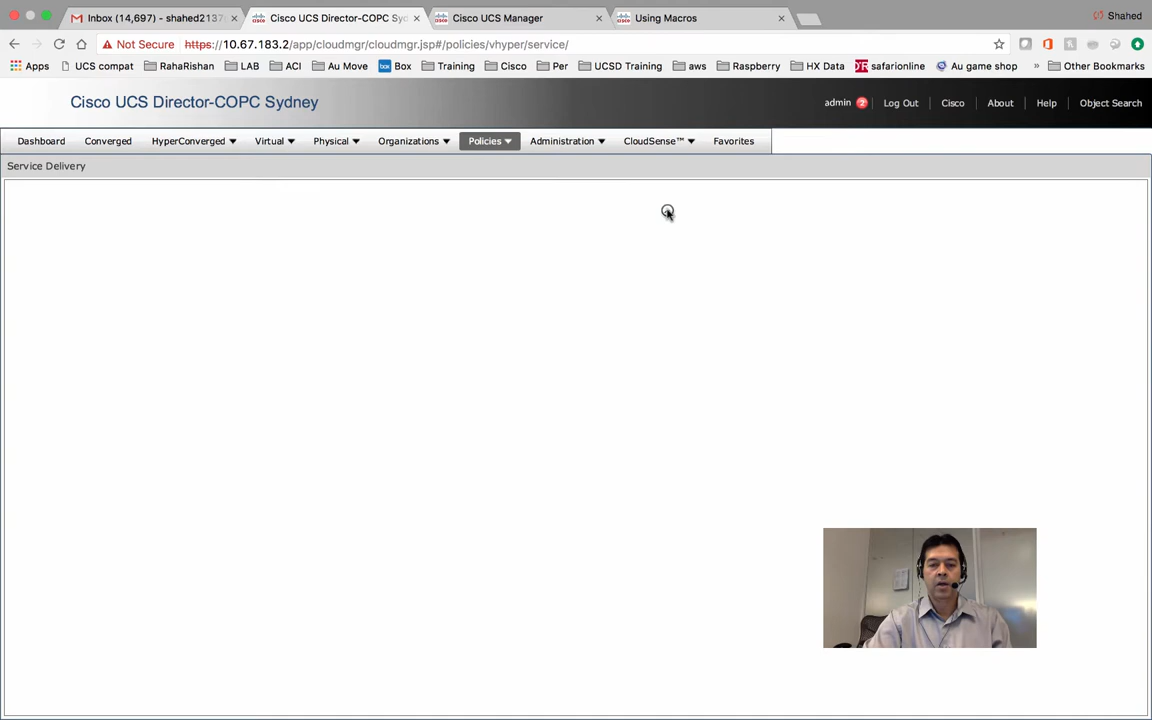 Inbox (14,697) - shahed2137
Cisco UCS Director-COPC Syd
Cisco UCS Manager
Using Macros
Shahed
Not Secure https://10.67.183.2/app/cloudmgr/cloudmgr.jsp#/policies/vhyper/service/
Apps UCS compat RahaRishan LAB ACI Au Move Box Training Cisco Per UCSD Training aws Raspberry HX Data safarionline Au game shop » Other Bookmarks
Cisco UCS Director-COPC Sydney
admin 2 Log Out Cisco About Help Object Search
Dashboard Converged HyperConverged Virtual Physical Organizations Policies Administration CloudSense™ Favorites
Service Delivery